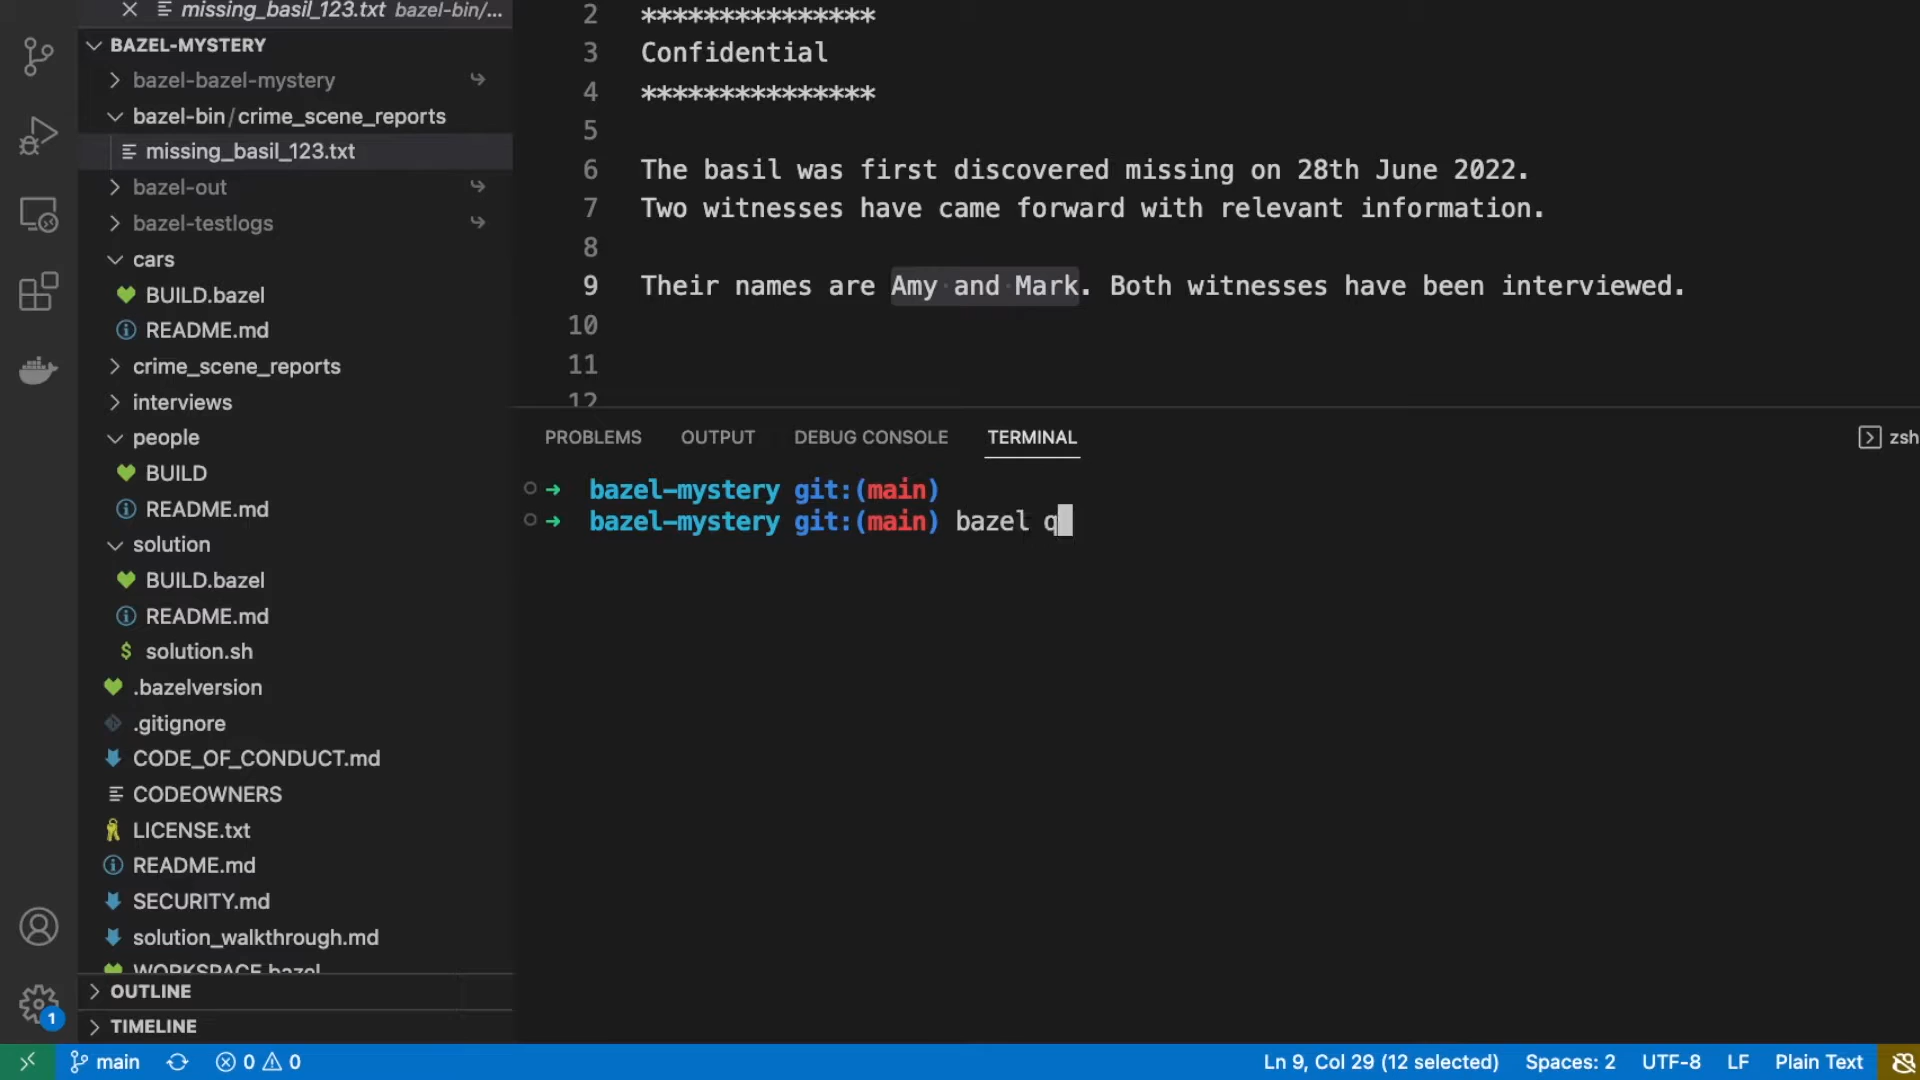 missing_basil_123.txt bazel-bin/...
BAZEL-MYSTERY
bazel-bazel-mystery
bazel-bin/crime_scene_reports
missing_basil_123.txt
bazel-out
bazel-testlogs
cars
BUILD.bazel
README.md
crime_scene_reports
interviews
people
BUILD
README.md
solution
BUILD.bazel
README.md
$ solution.sh
.bazelversion
.gitignore
CODE_OF_CONDUCT.md
CODEOWNERS
LICENSE.txt
README.md
SECURITY.md
solution_walkthrough.md
WORKSPACE.bazel
OUTLINE
TIMELINE
1
2 ***************
3 Confidential
4 ***************
5
6 The basil was first discovered missing on 28th June 2022.
7 Two witnesses have came forward with relevant information.
8
9 Their names are Amy and Mark. Both witnesses have been interviewed.
10
11
12
PROBLEMS OUTPUT DEBUG CONSOLE TERMINAL zsh
➜ bazel-mystery git:(main)
➜ bazel-mystery git:(main) bazel q
main 0 0 Ln 9, Col 29 (12 selected) Spaces: 2 UTF-8 LF Plain Text